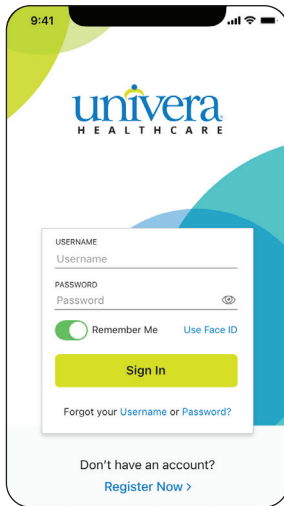 9:41
univera
HEALTHCARE
USERNAME
Username
PASSWORD
Password
Remember Me Use Face ID
Sign In
Forgot your Username or Password?
Don't have an account?
Register Now >